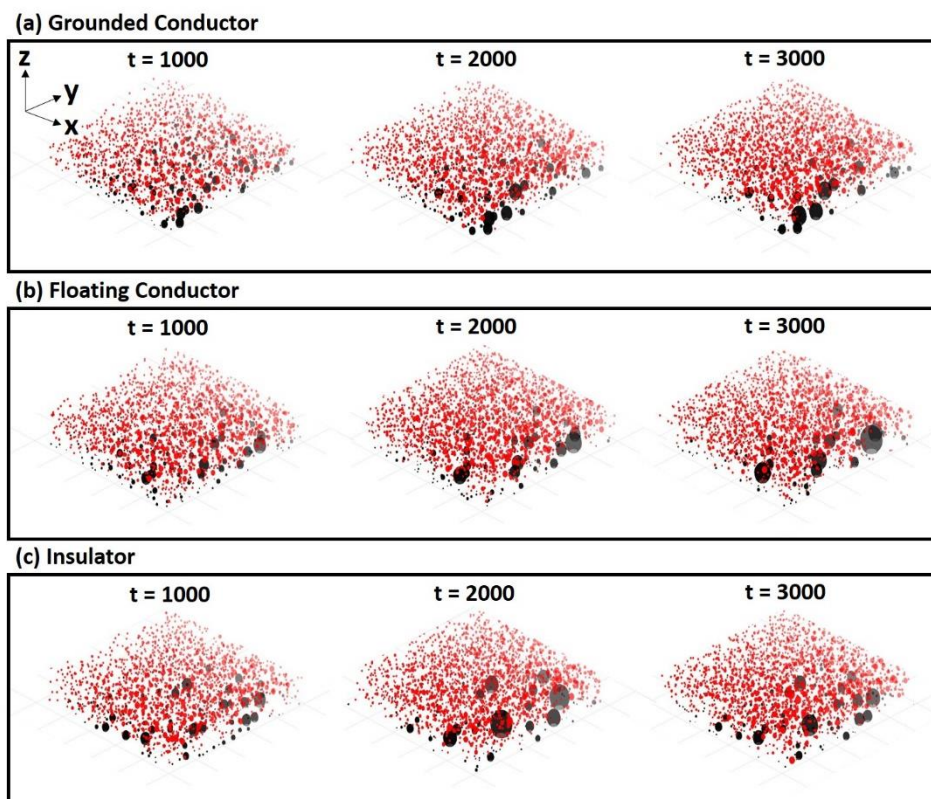 (a) Grounded Conductor
z
y
x
t = 1000
t = 2000
t = 3000
(b) Floating Conductor
t = 1000
t = 2000
t = 3000
(c) Insulator
t = 1000
t = 2000
t = 3000